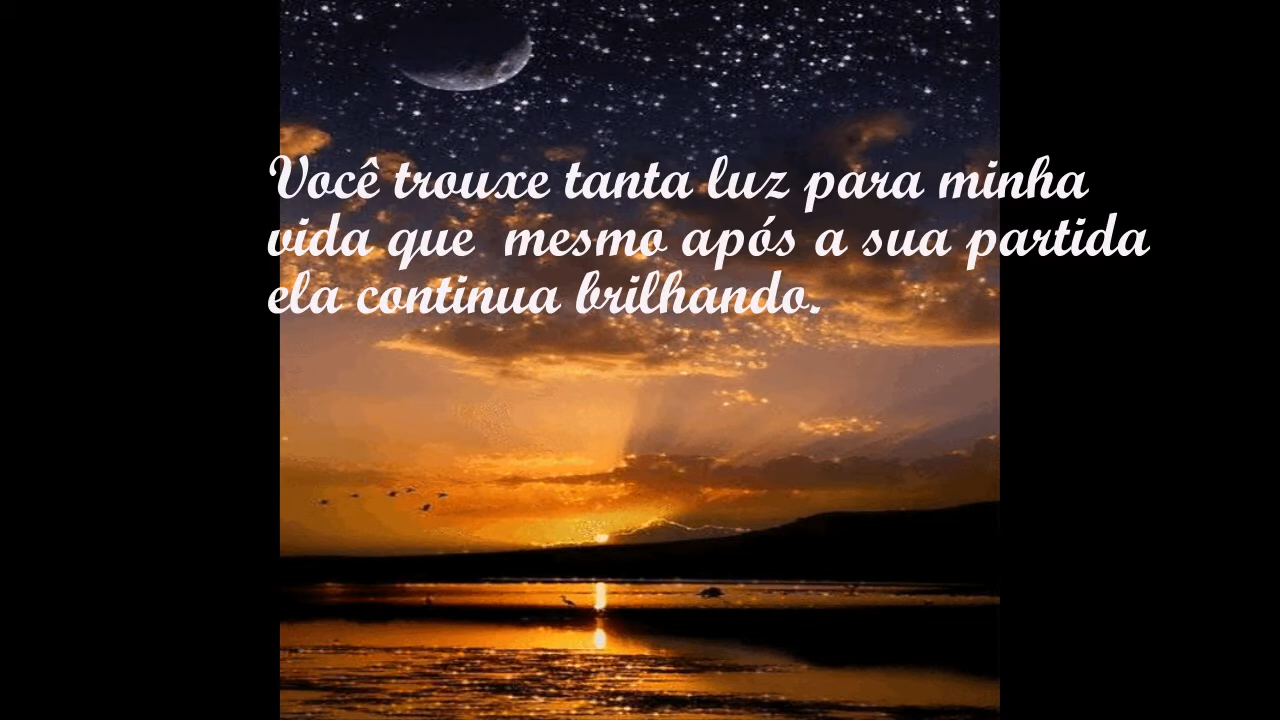 Você trouxe tanta luz para minha
vida que  mesmo após a sua partida
ela continua brilhando.